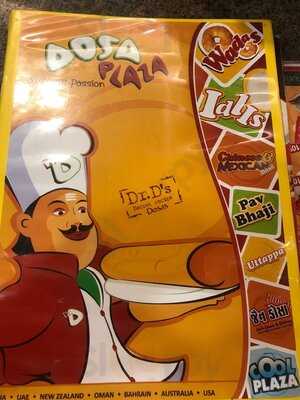 DOSA
PLAZA
Passion
Wadas
Idlis
Chinese
MEXICAN
Pav
Bhaji
Uttappa
જૈન ડોસા
D
Dr.D's
Dosas
COOL
PLAZA
UAE • NEW ZEALAND • OMAN • BAHRAIN • AUSTRALIA • USA